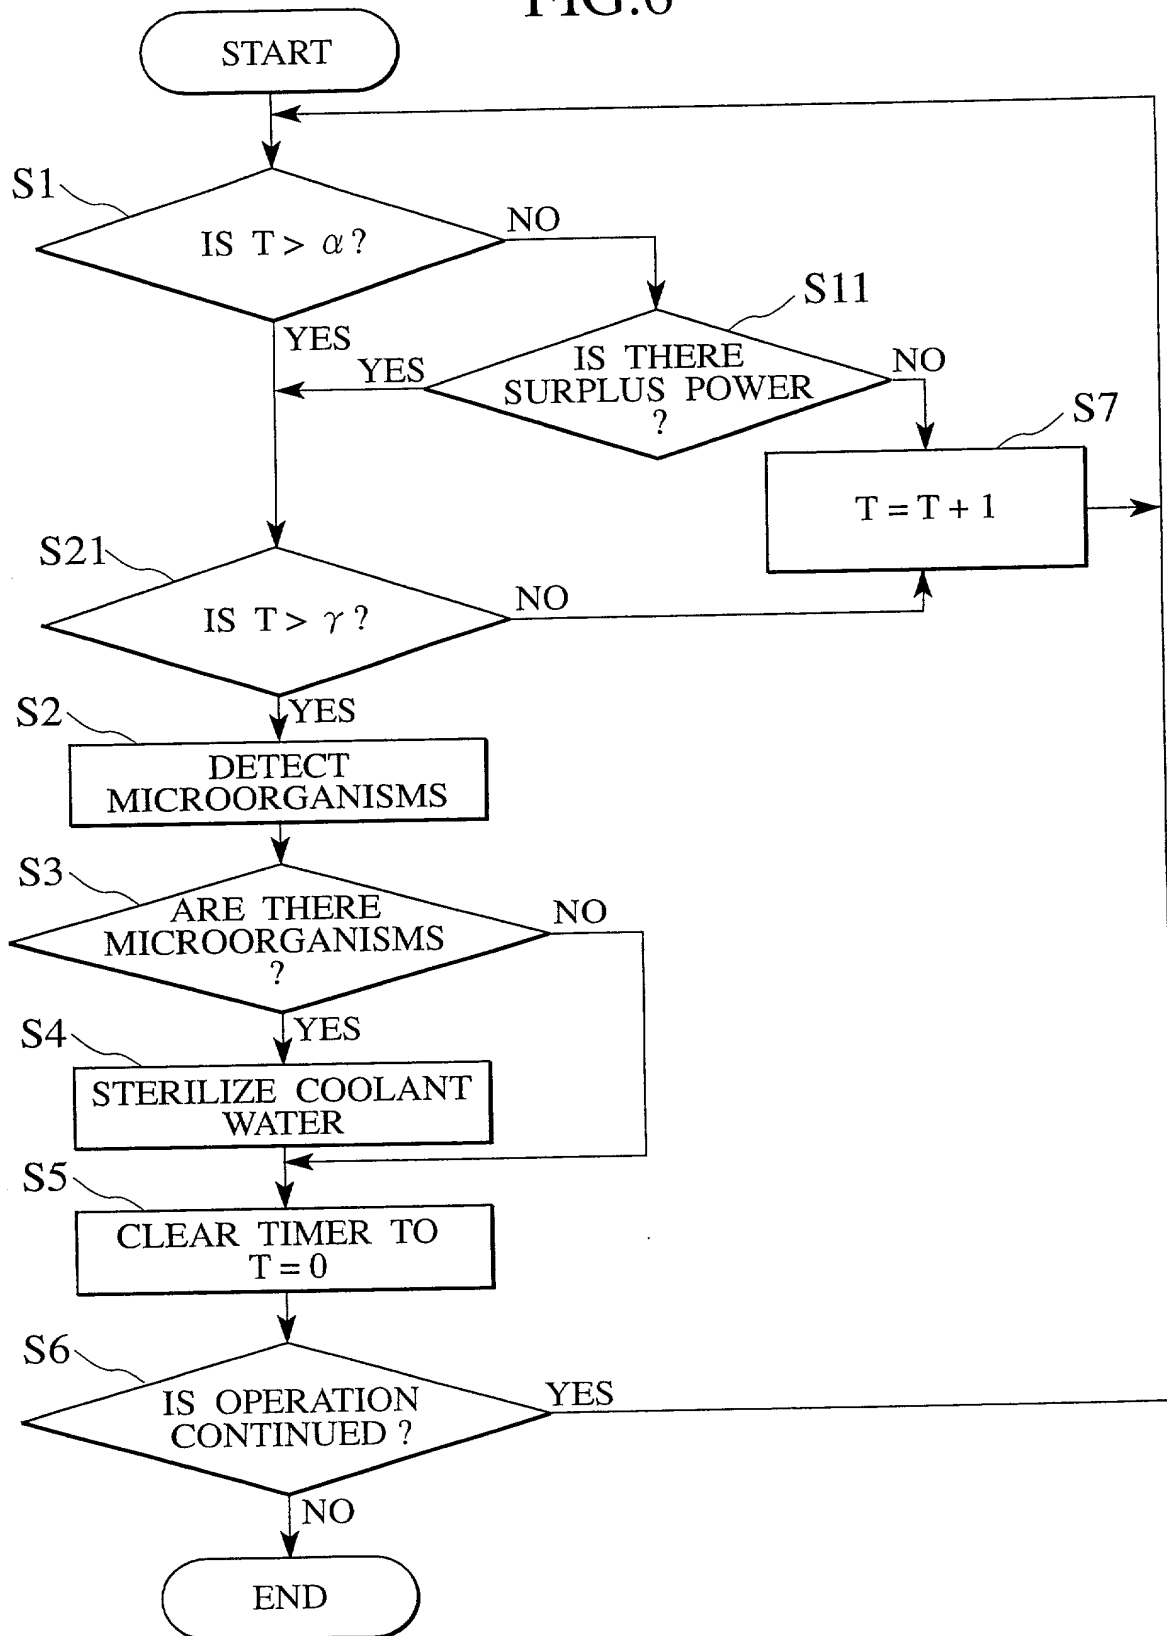 FIG.6
START
S1
IS T > α ?
NO
YES
S11
IS THERE
SURPLUS POWER
?
YES
NO
S7
T = T + 1
S21
IS T > γ ?
NO
YES
S2
DETECT
MICROORGANISMS
S3
ARE THERE
MICROORGANISMS
?
NO
YES
S4
STERILIZE COOLANT
WATER
S5
CLEAR TIMER TO
T = 0
S6
IS OPERATION
CONTINUED ?
YES
NO
END